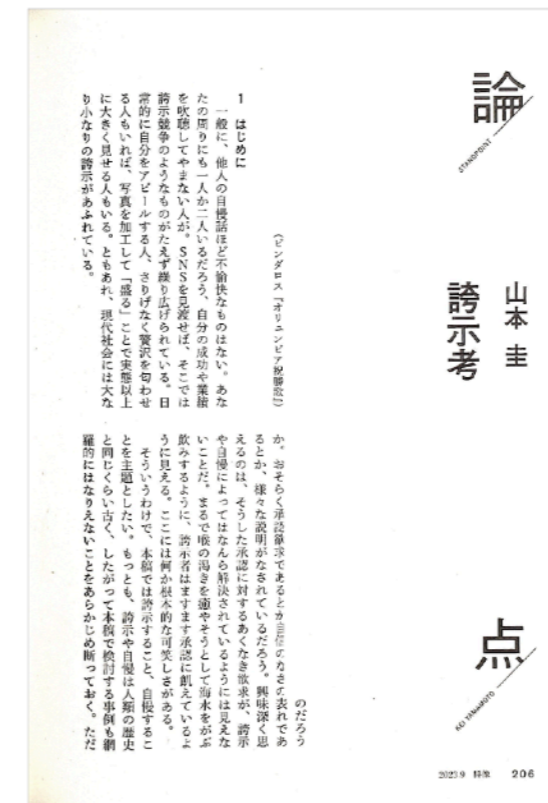 論
点
STANDPOINT
KEI YAMAMOTO
山本 圭
誇示考
(ピンダロス『オリュンピア祝勝歌』)
1 はじめに
一般に、他人の自慢話ほど不愉快なものはない。あな
たの周りにも一人か二人いるだろう、自分の成功や業績
を吹聴してやまない人が。SNSを見渡せば、そこでは
誇示競争のようなものがたえず繰り広げられている。日
常的に自分をアピールする人、さりげなく贅沢を匂わせ
る人もいれば、写真を加工して「盛る」ことで実態以上
に大きく見せる人もいる。ともあれ、現代社会には大な
り小なりの誇示があふれている。
のだろう
か。おそらく承認欲求であるとか自信のなさの表れであ
るとか、様々な説明がなされているだろう。興味深く思
えるのは、そうした承認に対するあくなき欲求が、誇示
や自慢によってはなんら解決されているようには見えな
いことだ。まるで喉の渇きを癒やそうとして海水をがぶ
飲みするように、誇示者はますます承認に飢えているよ
うに見える。ここには何か根本的な可笑しさがある。
そういうわけで、本稿では誇示すること、自慢するこ
とを主題としたい。もっとも、誇示や自慢は人類の歴史
と同じくらい古く、したがって本稿で検討する事例も網
羅的にはなりえないことをあらかじめ断っておく。ただ
2023.9 群像 206